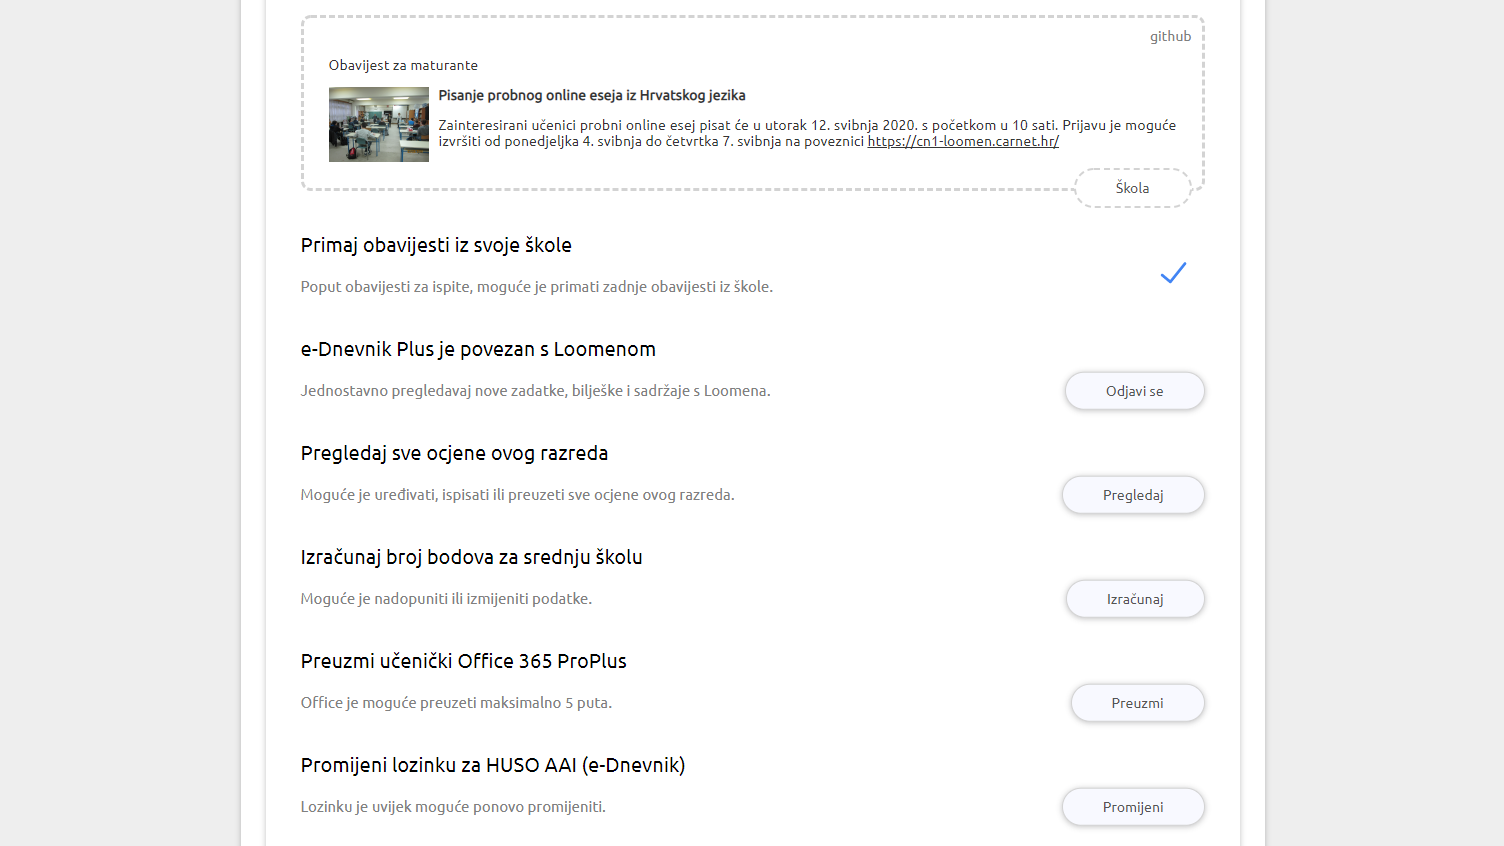 github
Obavijest za maturante
Pisanje probnog online eseja iz Hrvatskog jezika
Zainteresirani učenici probni online esej pisat će u utorak 12. svibnja 2020. s početkom u 10 sati. Prijavu je moguće
izvršiti od ponedjeljka 4. svibnja do četvrtka 7. svibnja na poveznici https://cn1-loomen.carnet.hr/
Škola
Primaj obavijesti iz svoje škole
Poput obavijesti za ispite, moguće je primati zadnje obavijesti iz škole.
e-Dnevnik Plus je povezan s Loomenom
Jednostavno pregledavaj nove zadatke, bilješke i sadržaje s Loomena.
Odjavi se
Pregledaj sve ocjene ovog razreda
Moguće je uređivati, ispisati ili preuzeti sve ocjene ovog razreda.
Pregledaj
Izračunaj broj bodova za srednju školu
Moguće je nadopuniti ili izmijeniti podatke.
Izračunaj
Preuzmi učenički Office 365 ProPlus
Office je moguće preuzeti maksimalno 5 puta.
Preuzmi
Promijeni lozinku za HUSO AAI (e-Dnevnik)
Lozinku je uvijek moguće ponovo promijeniti.
Promijeni